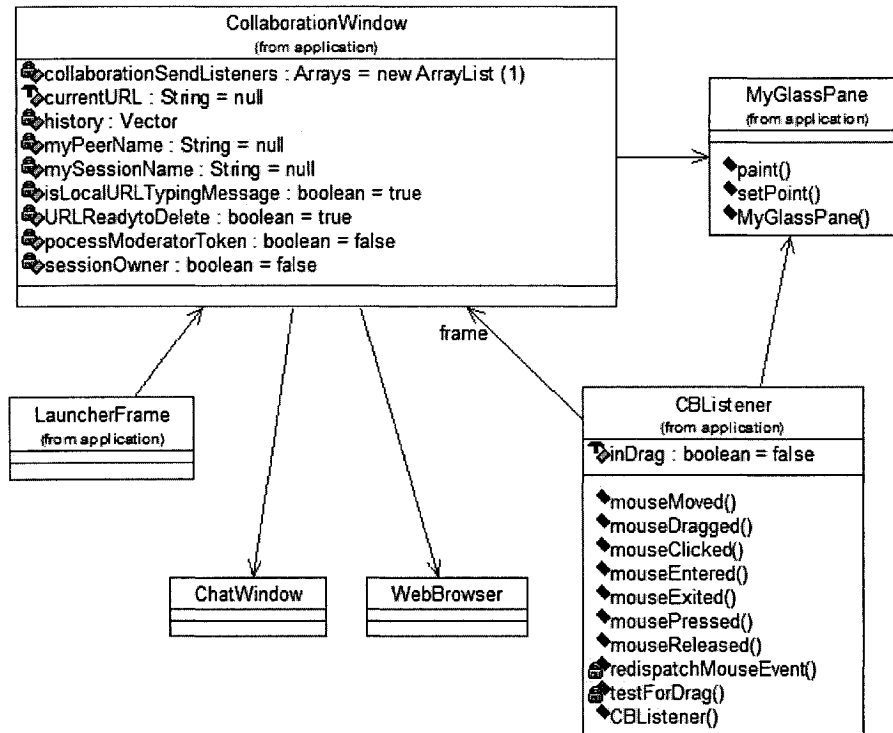 CollaborationWindow
(from application)
collaborationSendListeners : Arrays = new ArrayList (1)
currentURL : String = null
history : Vector
myPeerName : String = null
mySessionName : String = null
isLocalURLTypingMessage : boolean = true
URLReadytoDelete : boolean = true
pocessModeratorToken : boolean = false
sessionOwner : boolean = false
MyGlassPane
(from application)
paint()
setPoint()
MyGlassPane()
frame
LauncherFrame
(from application)
CBListener
(from application)
inDrag : boolean = false
mouseMoved()
mouseDragged()
mouseClicked()
mouseEntered()
mouseExited()
mousePressed()
mouseReleased()
redispatchMouseEvent()
testForDrag()
CBListener()
ChatWindow
WebBrowser